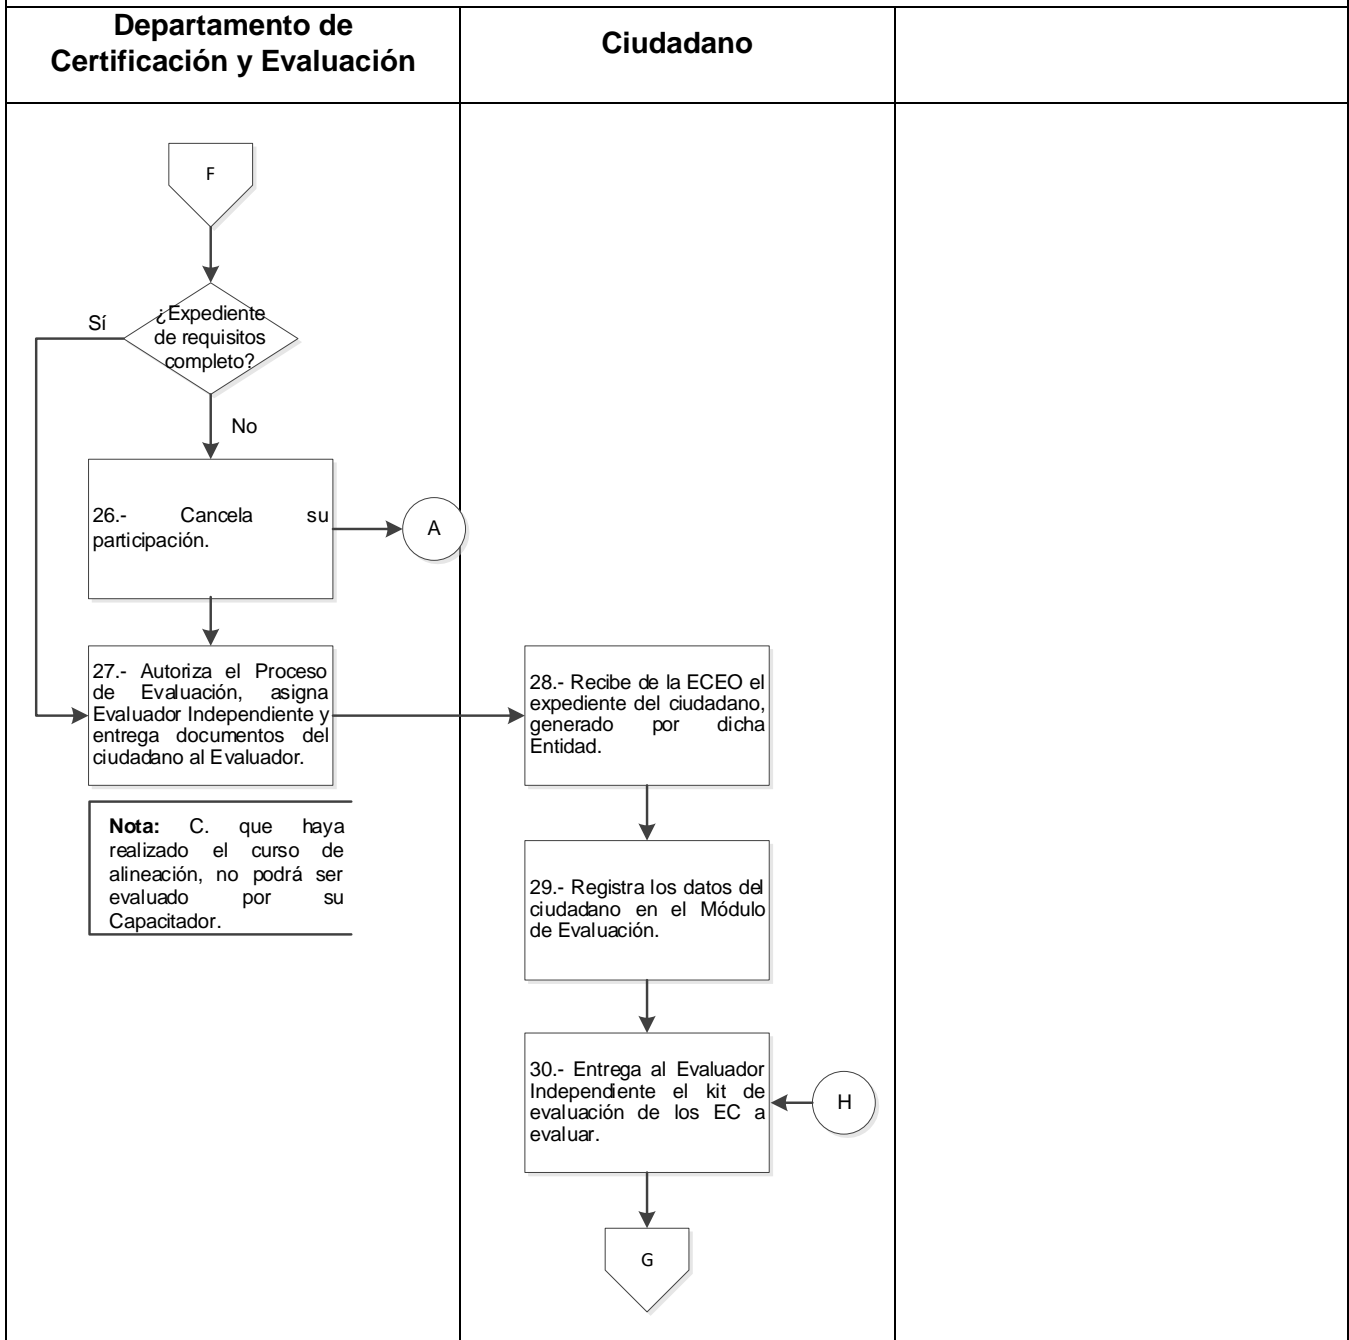 Departamento de
Certificación y Evaluación
Ciudadano
F
¿Expediente
de requisitos
completo?
Sí
No
26.- Cancela su
participación.
A
27.- Autoriza el Proceso
de Evaluación, asigna
Evaluador Independiente y
entrega documentos del
ciudadano al Evaluador.
Nota: C. que haya
realizado el curso de
alineación, no podrá ser
evaluado por su
Capacitador.
28.- Recibe de la ECEO el
expediente del ciudadano,
generado por dicha
Entidad.
29.- Registra los datos del
ciudadano en el Módulo
de Evaluación.
30.- Entrega al Evaluador
Independiente el kit de
evaluación de los EC a
evaluar.
H
G